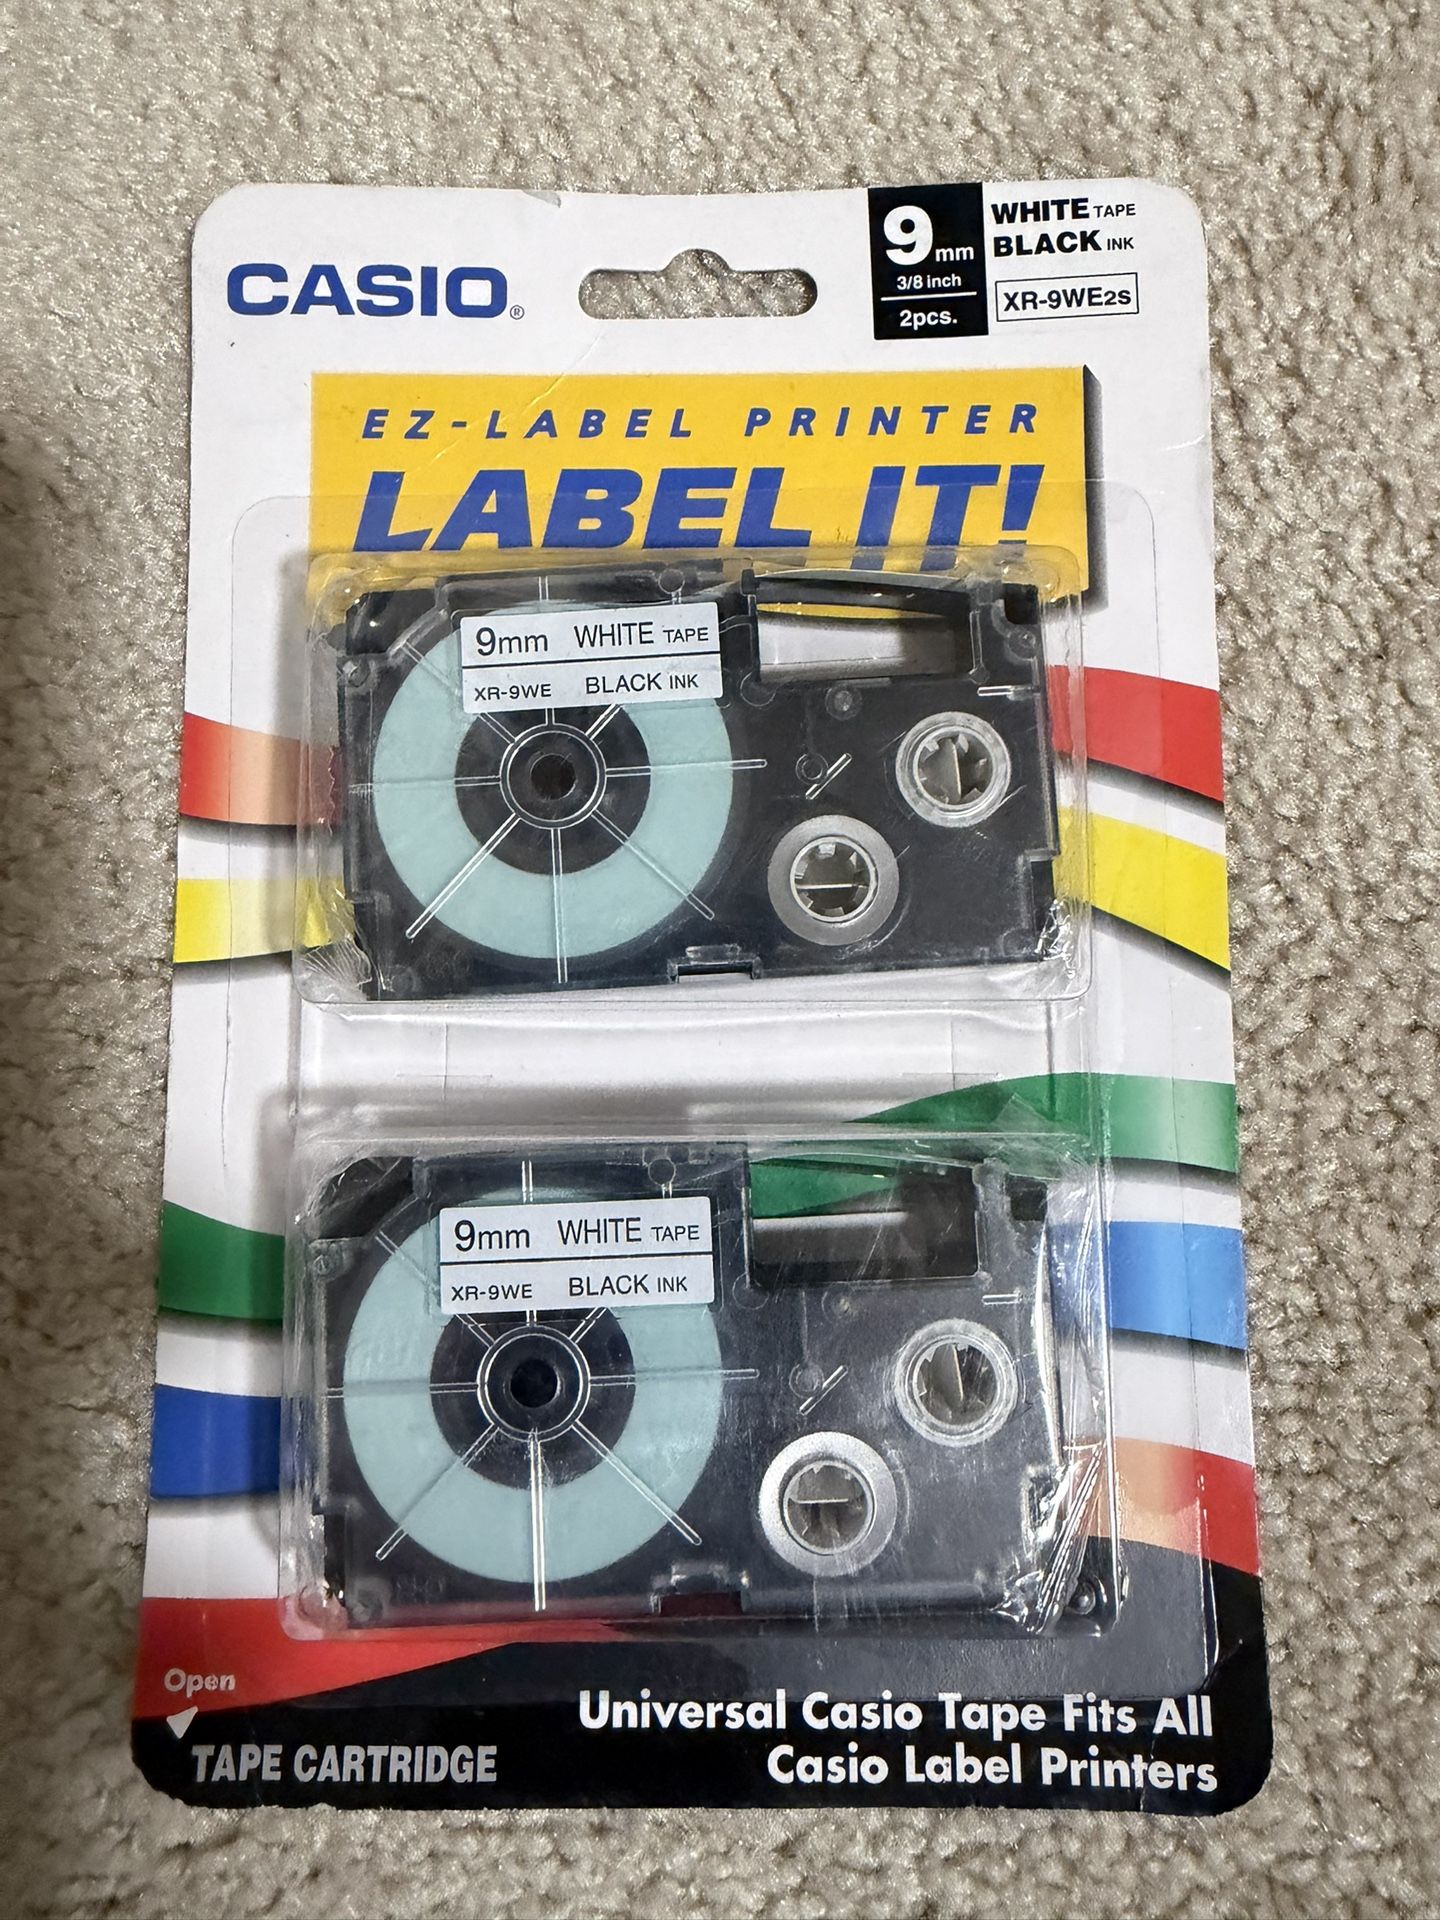 CASIO®
9mm
3/8 inch
2pcs.
WHITE TAPE
BLACK INK
XR-9WE2S
EZ-LABEL PRINTER
LABEL IT!
9mm WHITE TAPE
XR-9WE BLACK INK
9mm WHITE TAPE
XR-9WE BLACK INK
Open
TAPE CARTRIDGE
Universal Casio Tape Fits All
Casio Label Printers